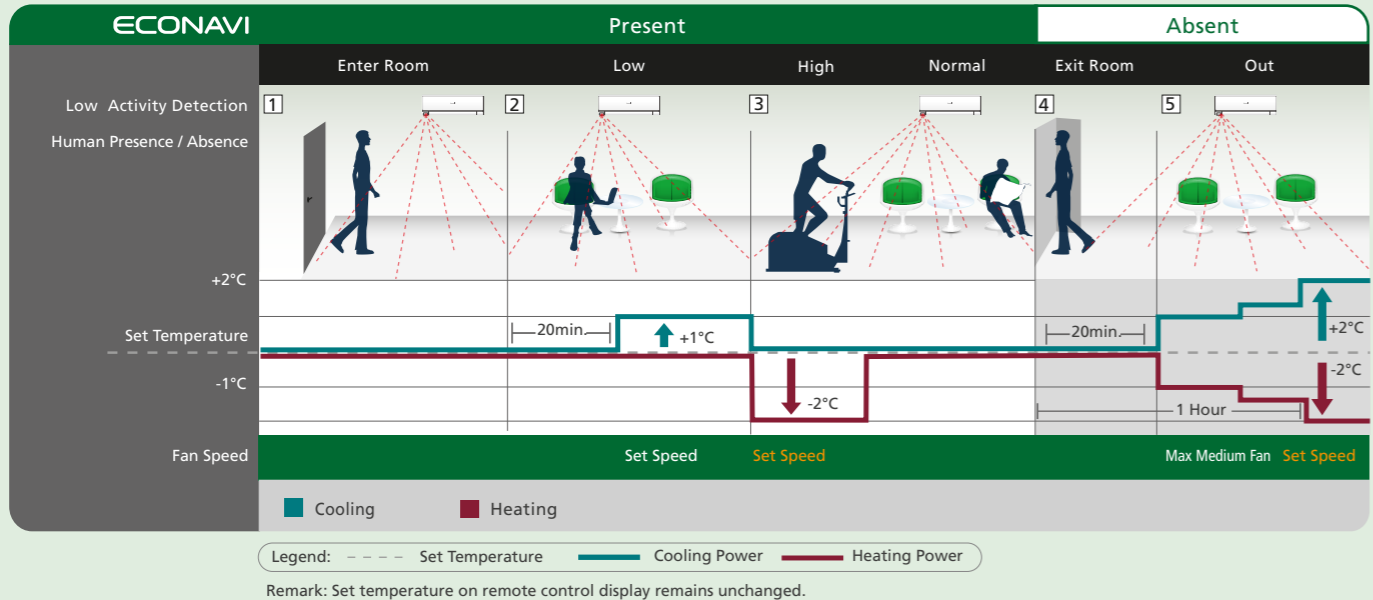 ECONAVI
Present
Absent
Enter Room
Low
High
Normal
Exit Room
Out
Low Activity Detection
Human Presence / Absence
1
2
3
4
5
+2°C
Set Temperature
-1°C
20min.
+1°C
-2°C
20min.
+2°C
-2°C
1 Hour
Fan Speed
Set Speed
Set Speed
Max Medium Fan
Set Speed
Cooling
Heating
Legend:
Set Temperature
Cooling Power
Heating Power
Remark: Set temperature on remote control display remains unchanged.